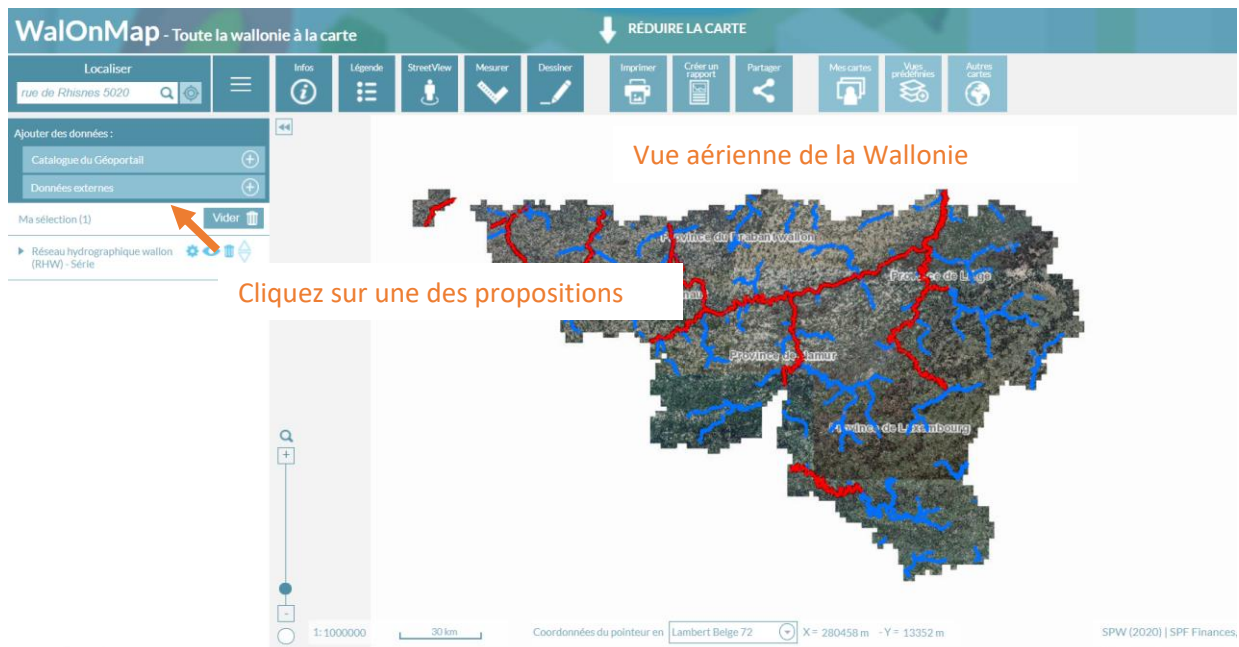 WalOnMap - Toute la wallonie à la carte
RÉDUIRE LA CARTE
Localiser
rue de Rhisnes 5020
Infos
Légende
StreetView
Mesurer
Dessiner
Imprimer
Créer un
rapport
Partager
Mes cartes
Vues
prédéfinies
Autres
cartes
Ajouter des données :
Catalogue du Géoportail
Données externes
Ma sélection (1)
Vider
Réseau hydrographique wallon
(RHW) - Série
Cliquez sur une des propositions
Vue aérienne de la Wallonie
Province du Brabant wallon
Province de Liège
Province de Namur
Province de Luxembourg
+
-
1: 1000000
30 km
Coordonnées du pointeur en
Lambert Belge 72
X = 280458 m - Y = 13352 m
SPW (2020) | SPF Finances,